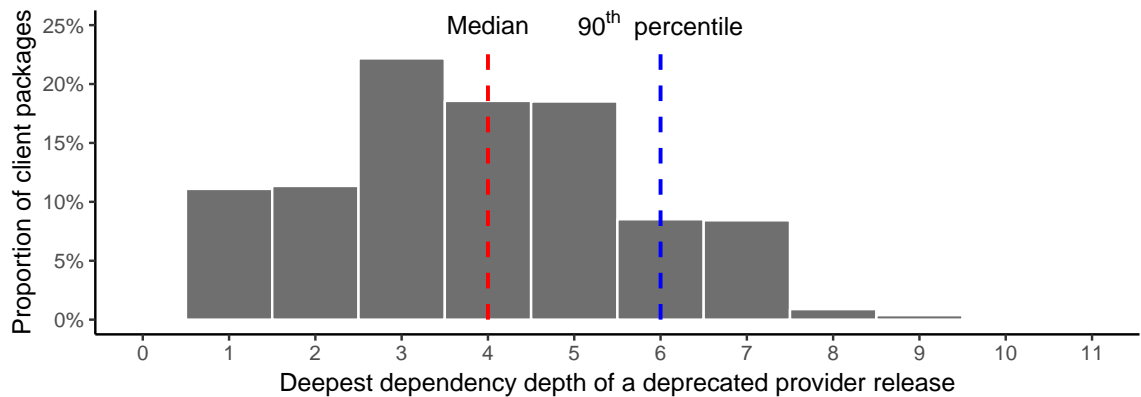 Median 90th percentile
Proportion of client packages
25%
20%
15%
10%
5%
0%
0 1 2 3 4 5 6 7 8 9 10 11
Deepest dependency depth of a deprecated provider release